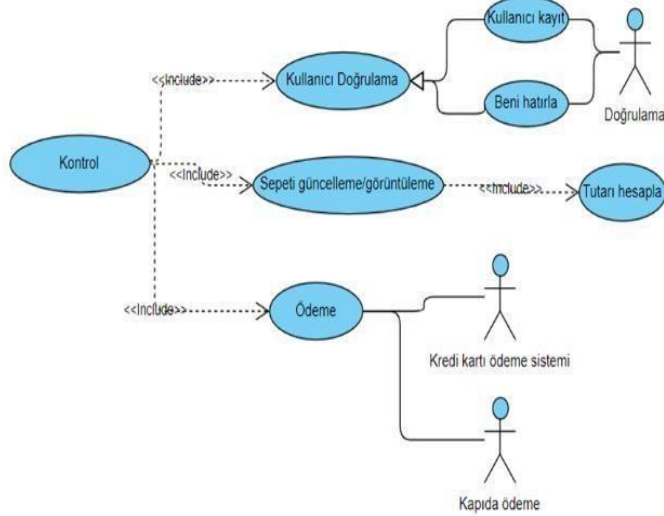 Kullanıcı kayıt
<<Include>>
Kullanıcı Doğrulama
Beni hatırla
Doğrulama
Kontrol
<<Include>>
Sepeti güncelleme/görüntüleme
<<Include>>
Tutarı hesapla
<<Include>>
Ödeme
Kredi kartı ödeme sistemi
Kapıda ödeme